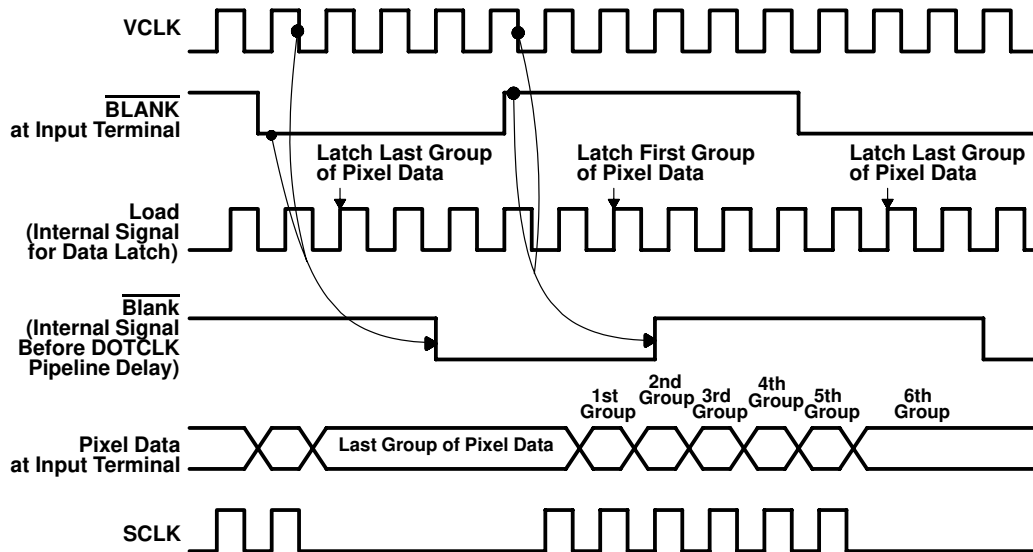 VCLK
BLANK
at Input Terminal
Latch Last Group
of Pixel Data
Latch First Group
of Pixel Data
Latch Last Group
of Pixel Data
Load
(Internal Signal
for Data Latch)
Blank
(Internal Signal
Before DOTCLK
Pipeline Delay)
1st
Group
2nd
Group
3rd
Group
4th
Group
5th
Group
6th
Group
Pixel Data
at Input Terminal
Last Group of Pixel Data
SCLK